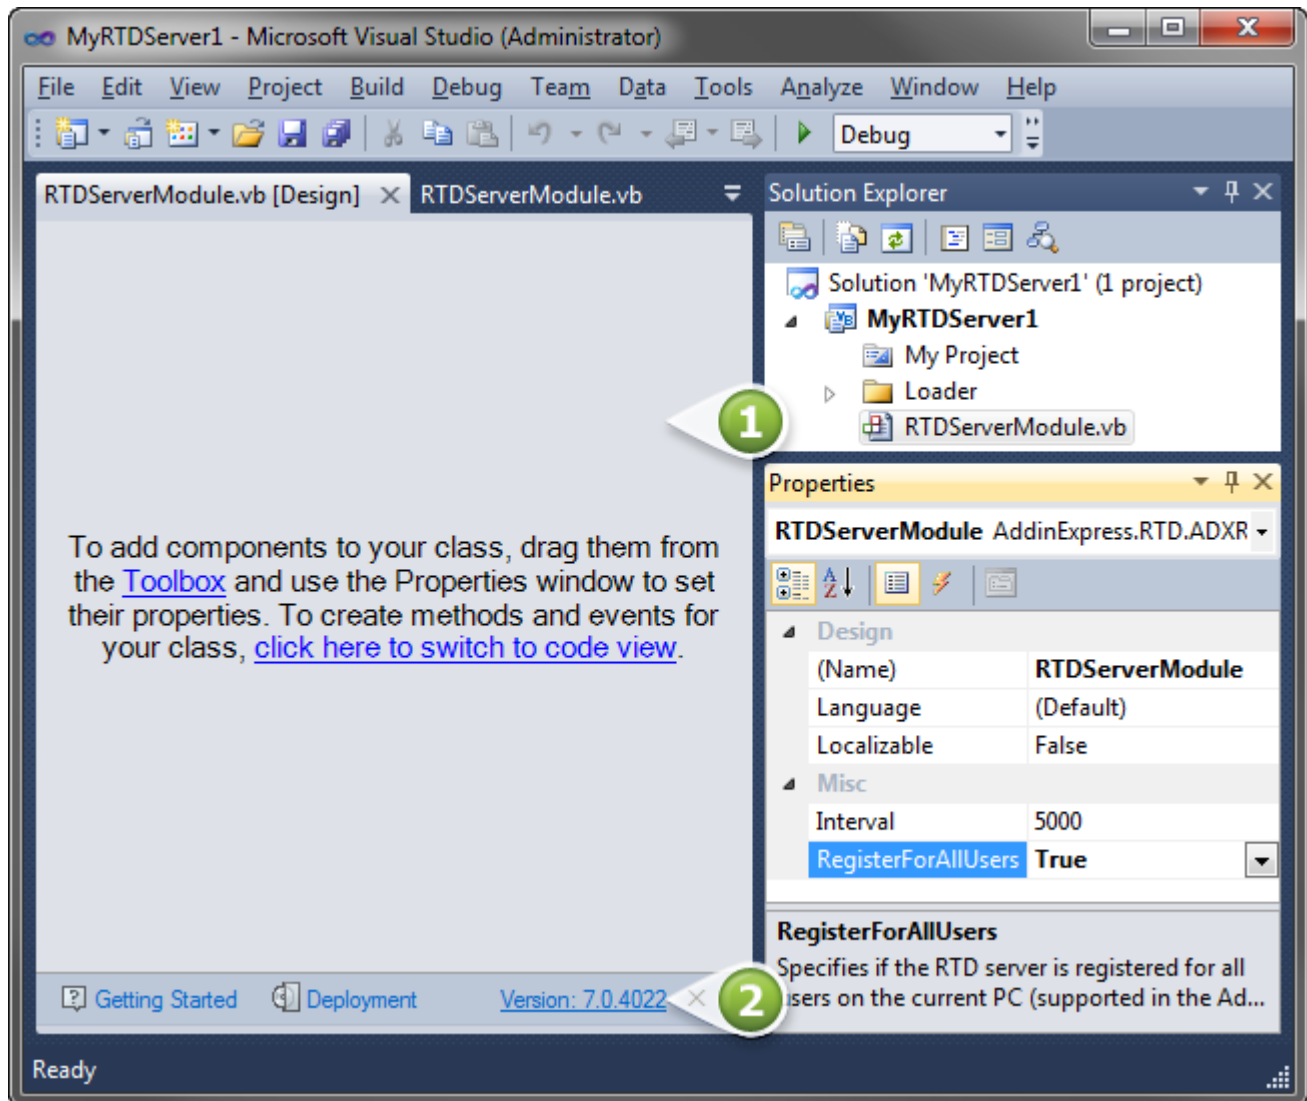 MyRTDServer1 - Microsoft Visual Studio (Administrator)
File Edit View Project Build Debug Team Data Tools Analyze Window Help
Debug
RTDServerModule.vb [Design] RTDServerModule.vb
To add components to your class, drag them from
the Toolbox and use the Properties window to set
their properties. To create methods and events for
your class, click here to switch to code view.
1
Getting Started Deployment Version: 7.0.4022
2
Solution Explorer
Solution 'MyRTDServer1' (1 project)
MyRTDServer1
My Project
Loader
RTDServerModule.vb
Properties
RTDServerModule AddinExpress.RTD.ADXR
Design
(Name) RTDServerModule
Language (Default)
Localizable False
Misc
Interval 5000
RegisterForAllUsers True
RegisterForAllUsers
Specifies if the RTD server is registered for all
users on the current PC (supported in the Ad...
Ready